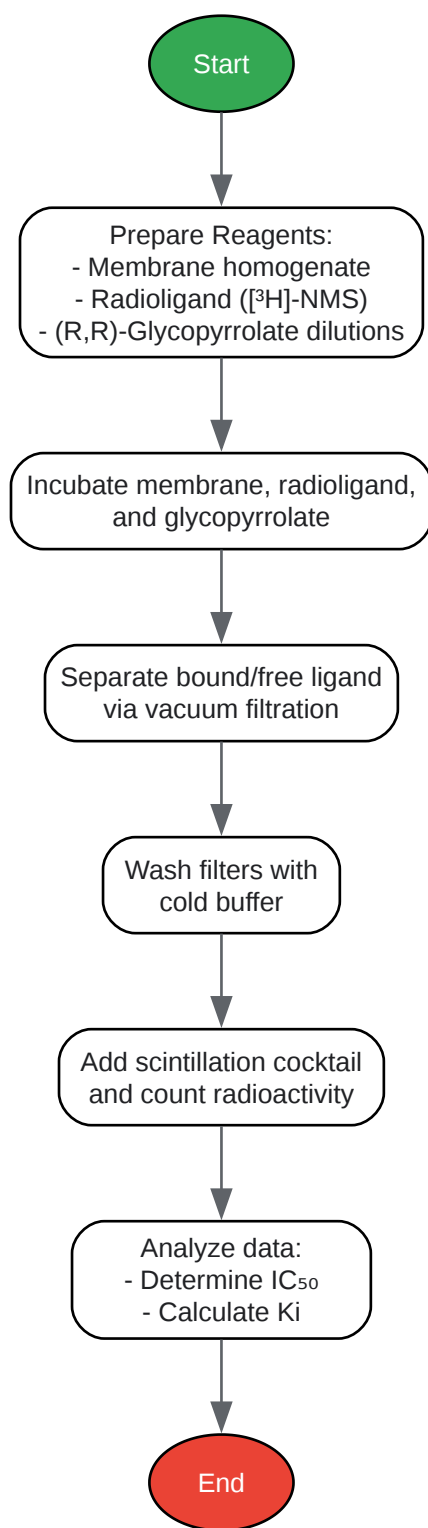 Start
Prepare Reagents:
- Membrane homogenate
- Radioligand ([³H]-NMS)
- (R,R)-Glycopyrrolate dilutions
Incubate membrane, radioligand,
and glycopyrrolate
Separate bound/free ligand
via vacuum filtration
Wash filters with
cold buffer
Add scintillation cocktail
and count radioactivity
Analyze data:
- Determine IC₅₀
- Calculate Ki
End